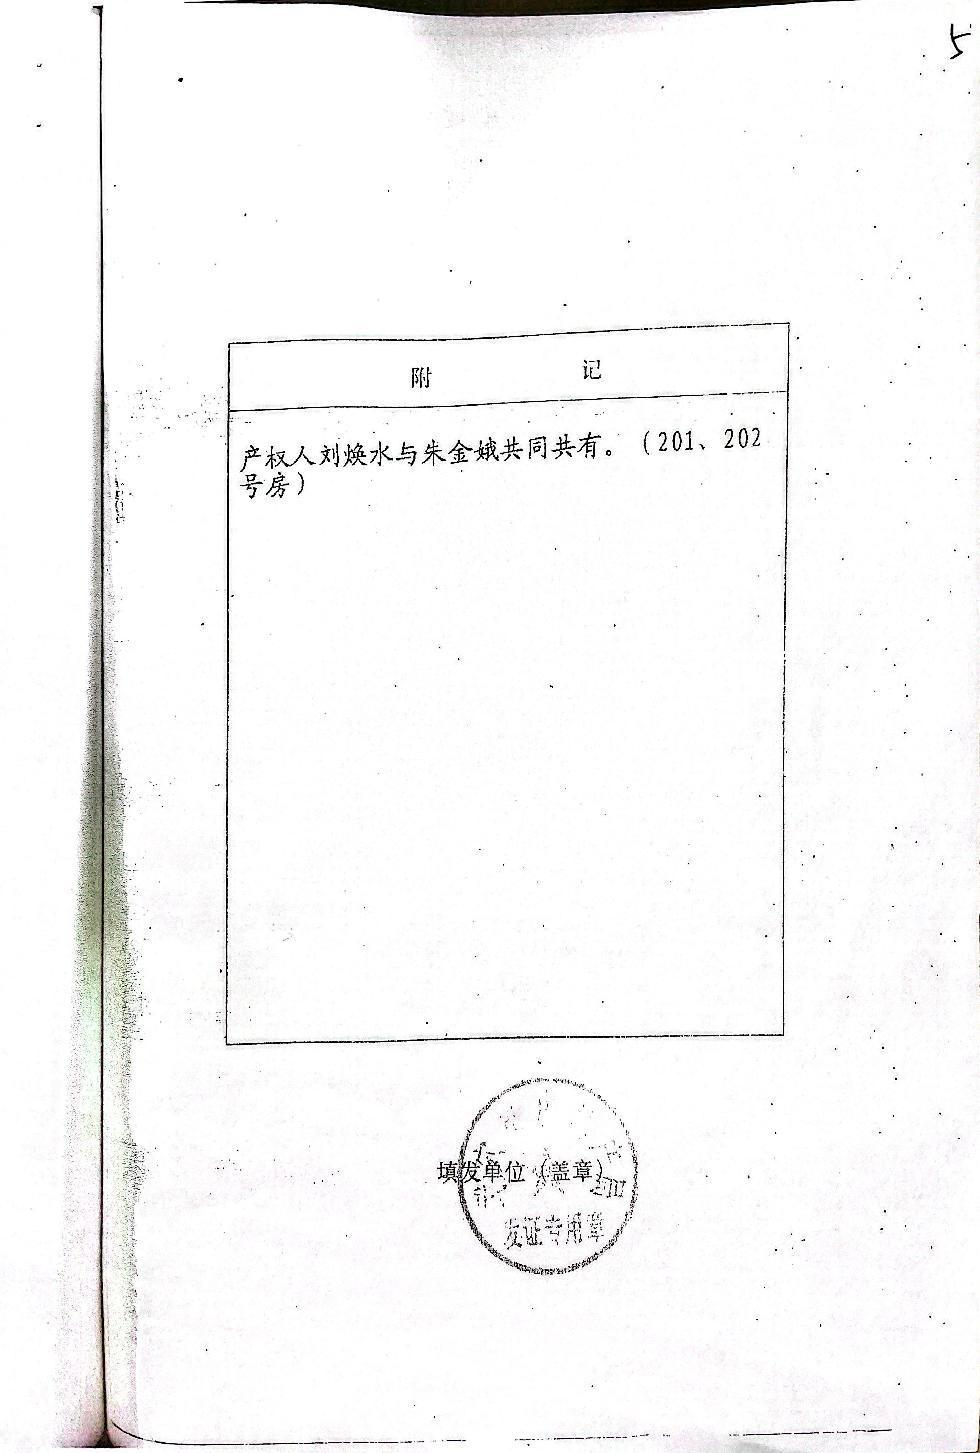 5
附 记
产权人刘焕水与朱金娥共同共有。(201、202
号房)
填发单位(盖章)
发证专用章